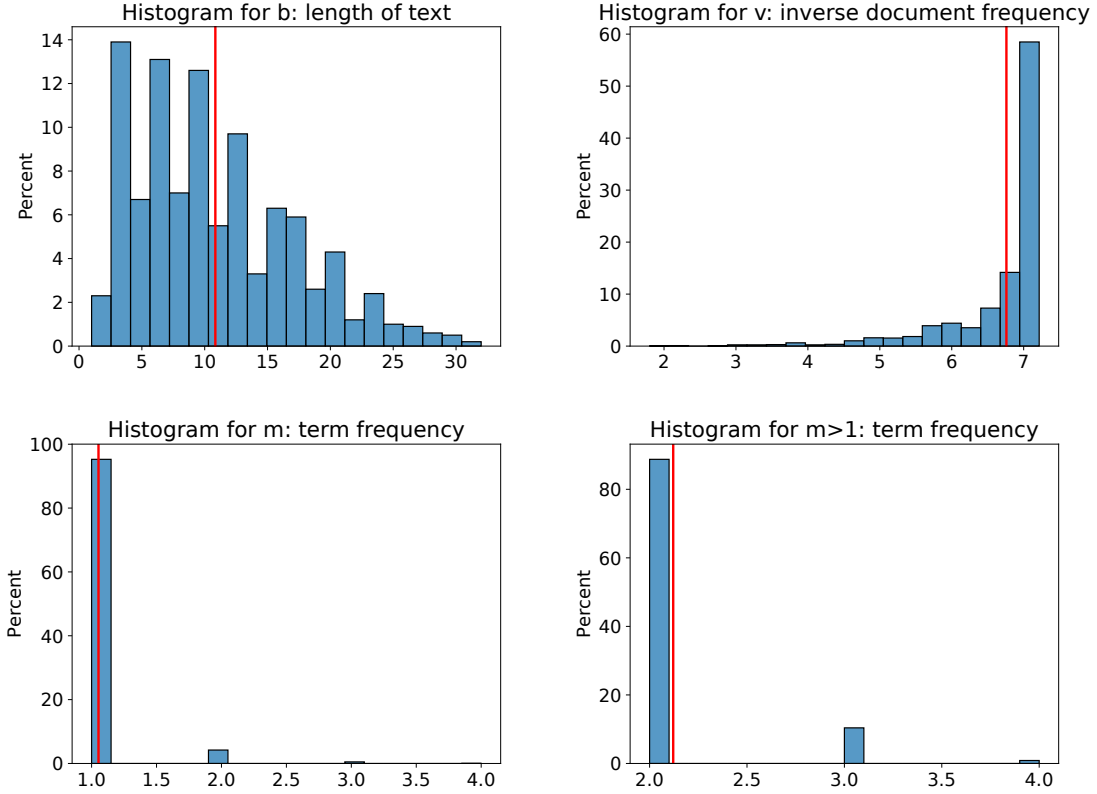 Histogram for b: length of text
Percent
14
12
10
8
6
4
2
0
0 5 10 15 20 25 30
Histogram for v: inverse document frequency
Percent
60
50
40
30
20
10
0
2 3 4 5 6 7
Histogram for m: term frequency
Percent
100
80
60
40
20
0
1.0 1.5 2.0 2.5 3.0 3.5 4.0
Histogram for m>1: term frequency
Percent
80
60
40
20
0
2.0 2.5 3.0 3.5 4.0